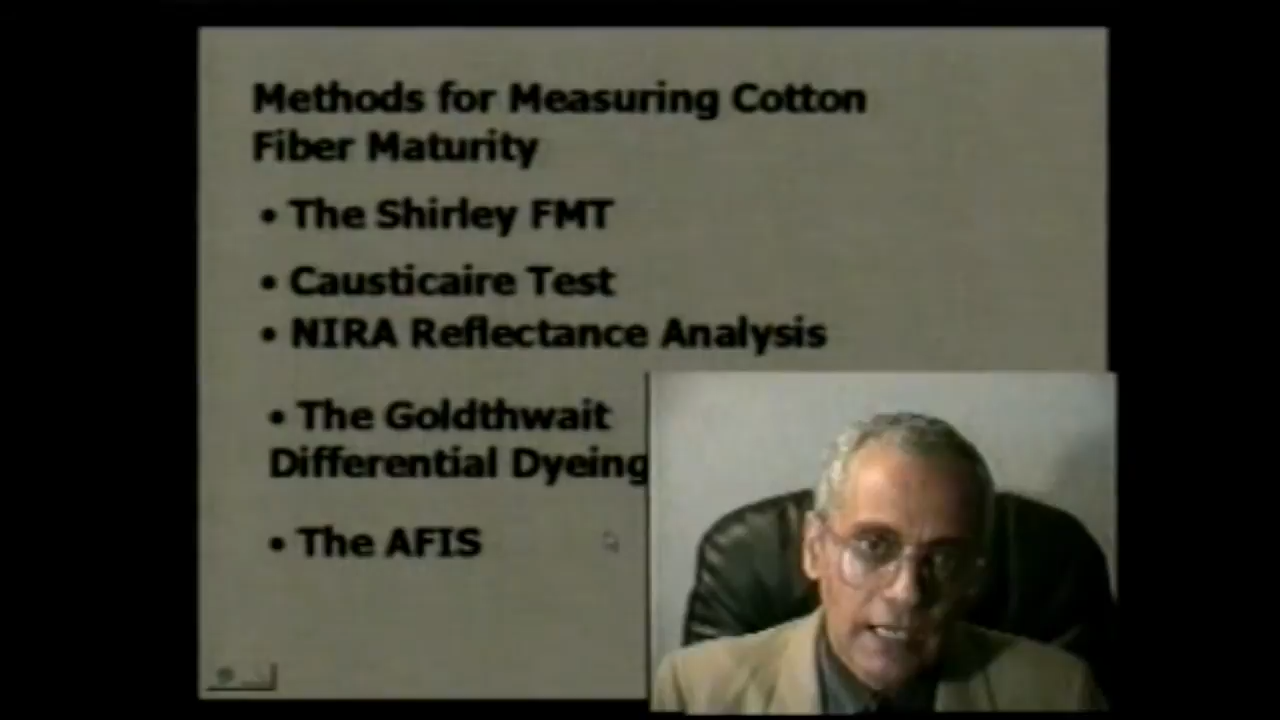 Methods for Measuring Cotton
Fiber Maturity
• The Shirley FMT
• Causticaire Test
• NIRA Reflectance Analysis
• The Goldthwait
Differential Dyeing
• The AFIS